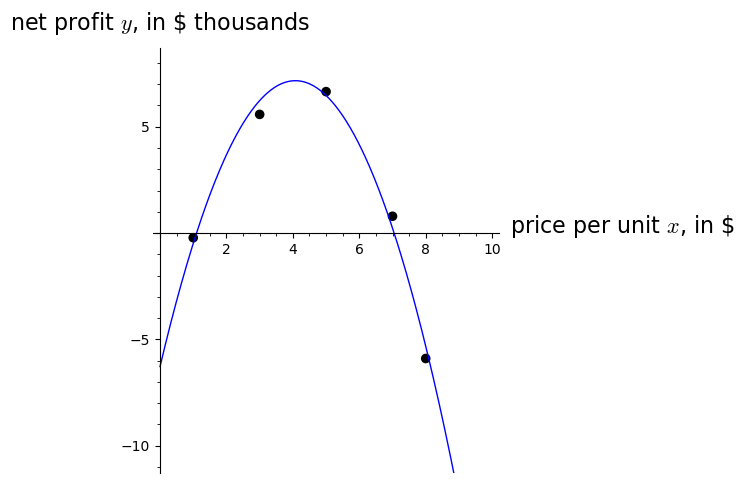 net profit y, in $ thousands
5
price per unit x, in $
2 4 6 8 10
−5
−10